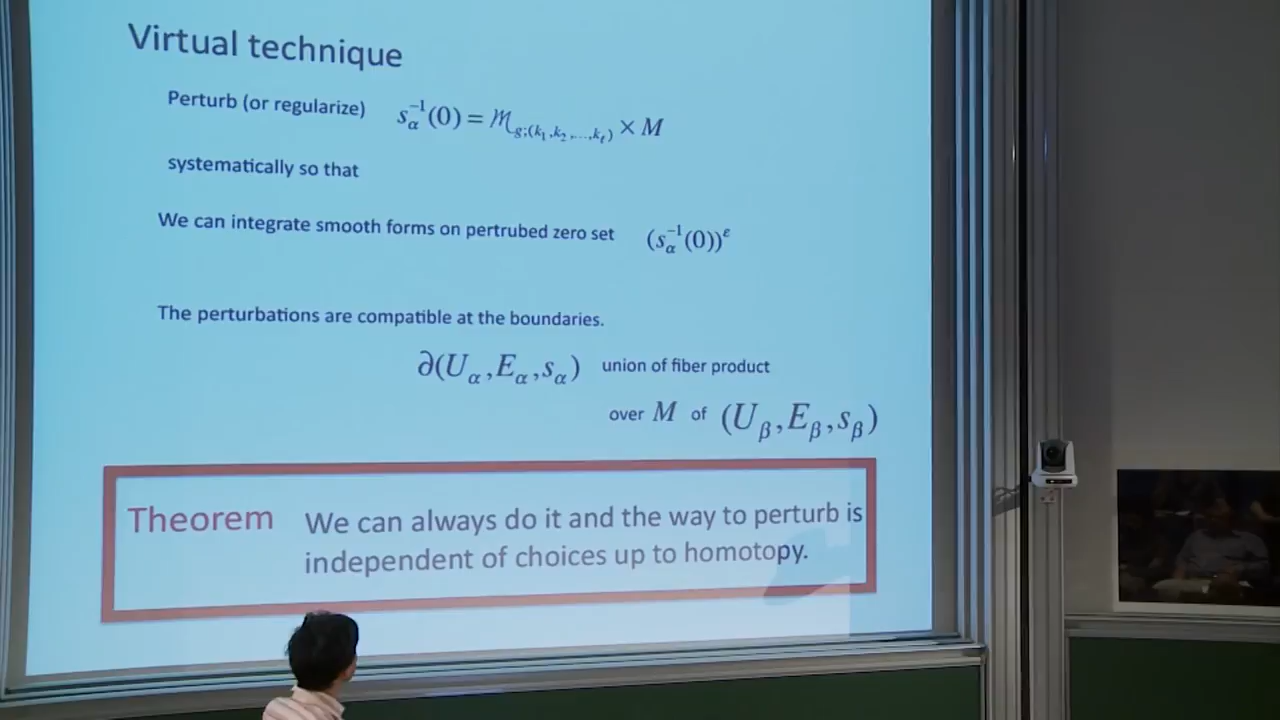 Virtual technique
Perturb (or regularize) $s_\alpha^{-1}(0) = \mathcal{M}_{g;(k_1,k_2,\ldots,k_\ell)} \times M$
systematically so that
We can integrate smooth forms on pertrubed zero set $(s_\alpha^{-1}(0))^\varepsilon$
The perturbations are compatible at the boundaries.
$\partial(U_\alpha, E_\alpha, s_\alpha)$ union of fiber product
over $M$ of $(U_\beta, E_\beta, s_\beta)$
Theorem We can always do it and the way to perturb is
independent of choices up to homotopy.